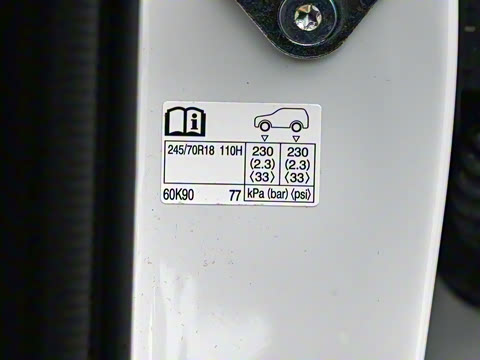 i
245/70R18 110H 230 230
(2.3) (2.3)
⟨33⟩ ⟨33⟩
60K90 77 kPa (bar) ⟨psi⟩